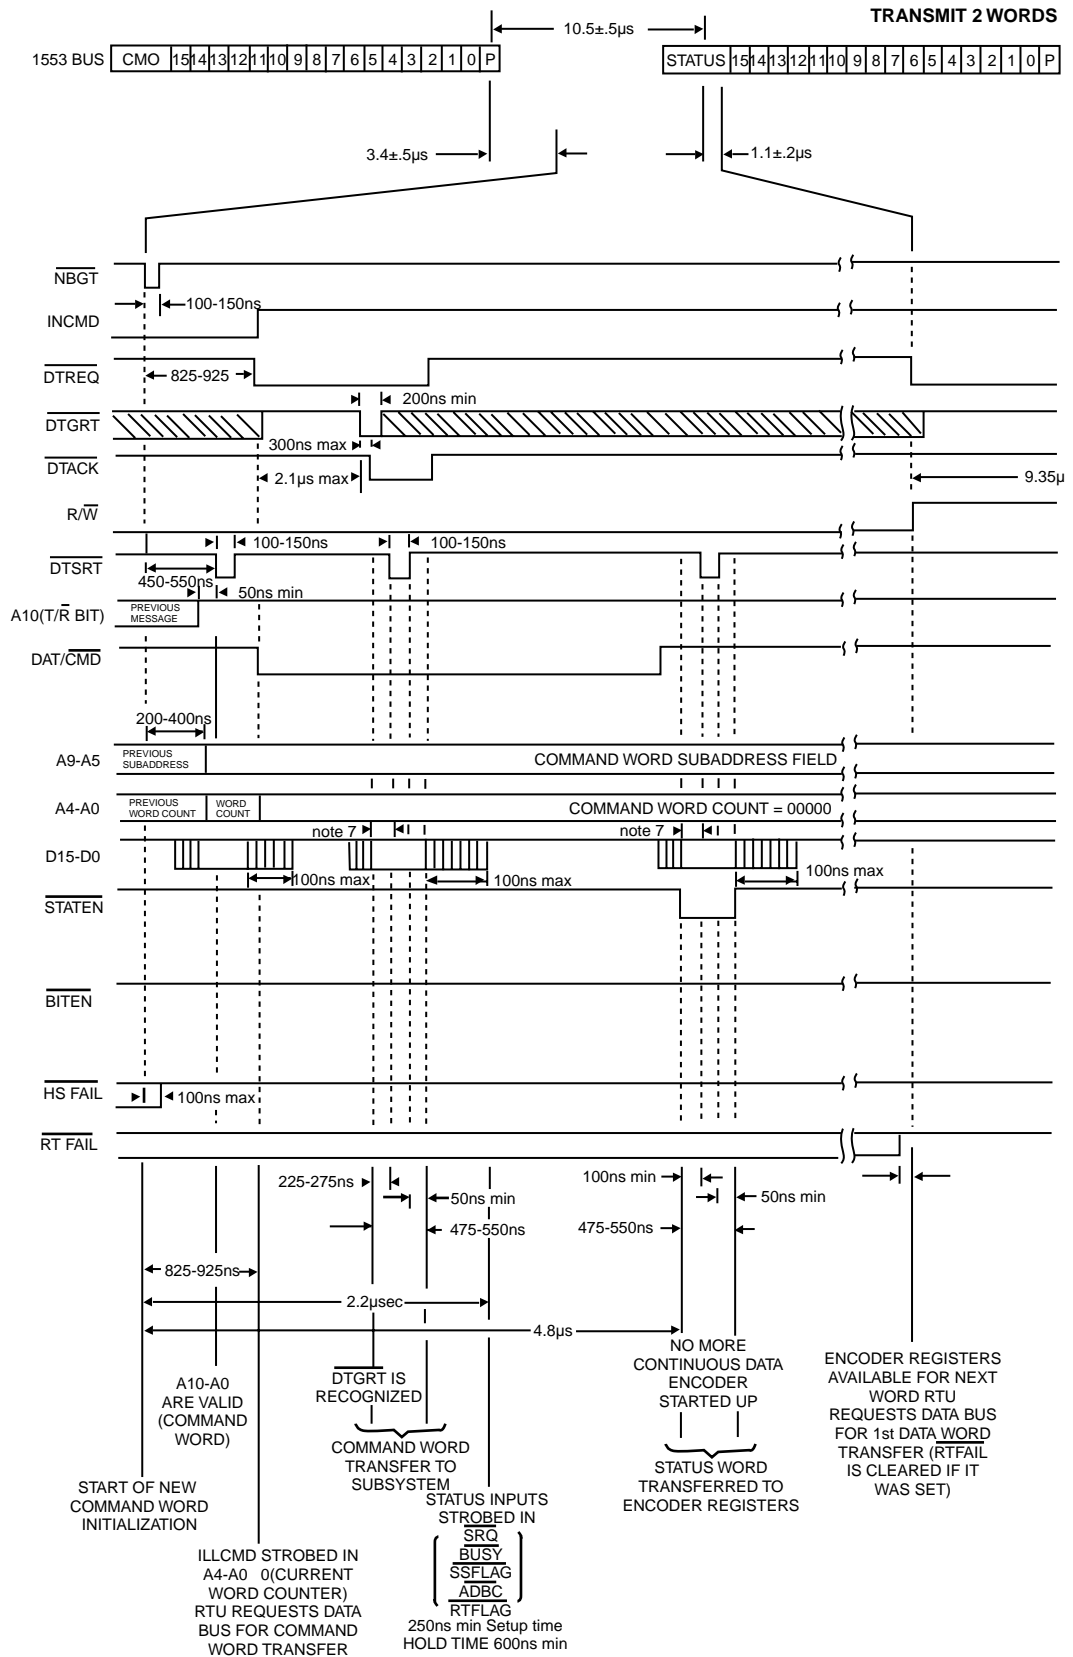 TRANSMIT 2 WORDS
10.5±.5µs
1553 BUS
CMO 15 14 13 12 11 10 9 8 7 6 5 4 3 2 1 0 P
STATUS 15 14 13 12 11 10 9 8 7 6 5 4 3 2 1 0 P
3.4±.5µs
1.1±.2µs
NBGT
100-150ns
INCMD
DTREQ
825-925
200ns min
DTGRT
300ns max
DTACK
2.1µs max
9.35µ
R/W
100-150ns
100-150ns
DTSRT
450-550ns
50ns min
A10(T/R BIT)
PREVIOUS
MESSAGE
DAT/CMD
200-400ns
A9-A5
PREVIOUS
SUBADDRESS
COMMAND WORD SUBADDRESS FIELD
A4-A0
PREVIOUS
WORD COUNT
WORD
COUNT
COMMAND WORD COUNT = 00000
note 7
note 7
D15-D0
100ns max
100ns max
100ns max
STATEN
BITEN
HS FAIL
100ns max
RT FAIL
225-275ns
50ns min
475-550ns
100ns min
50ns min
475-550ns
825-925ns
2.2µsec
4.8µs
A10-A0
ARE VALID
(COMMAND
WORD)
DTGRT IS
RECOGNIZED
NO MORE
CONTINUOUS DATA
ENCODER
STARTED UP
ENCODER REGISTERS
AVAILABLE FOR NEXT
WORD RTU
REQUESTS DATA BUS
FOR 1st DATA WORD
TRANSFER (RTFAIL
IS CLEARED IF IT
WAS SET)
COMMAND WORD
TRANSFER TO
SUBSYSTEM
STATUS WORD
TRANSFERRED TO
ENCODER REGISTERS
START OF NEW
COMMAND WORD
INITIALIZATION
STATUS INPUTS
STROBED IN
SRQ
BUSY
SSFLAG
ADBC
RTFLAG
250ns min Setup time
HOLD TIME 600ns min
ILLCMD STROBED IN
A4-A0 0(CURRENT
WORD COUNTER)
RTU REQUESTS DATA
BUS FOR COMMAND
WORD TRANSFER